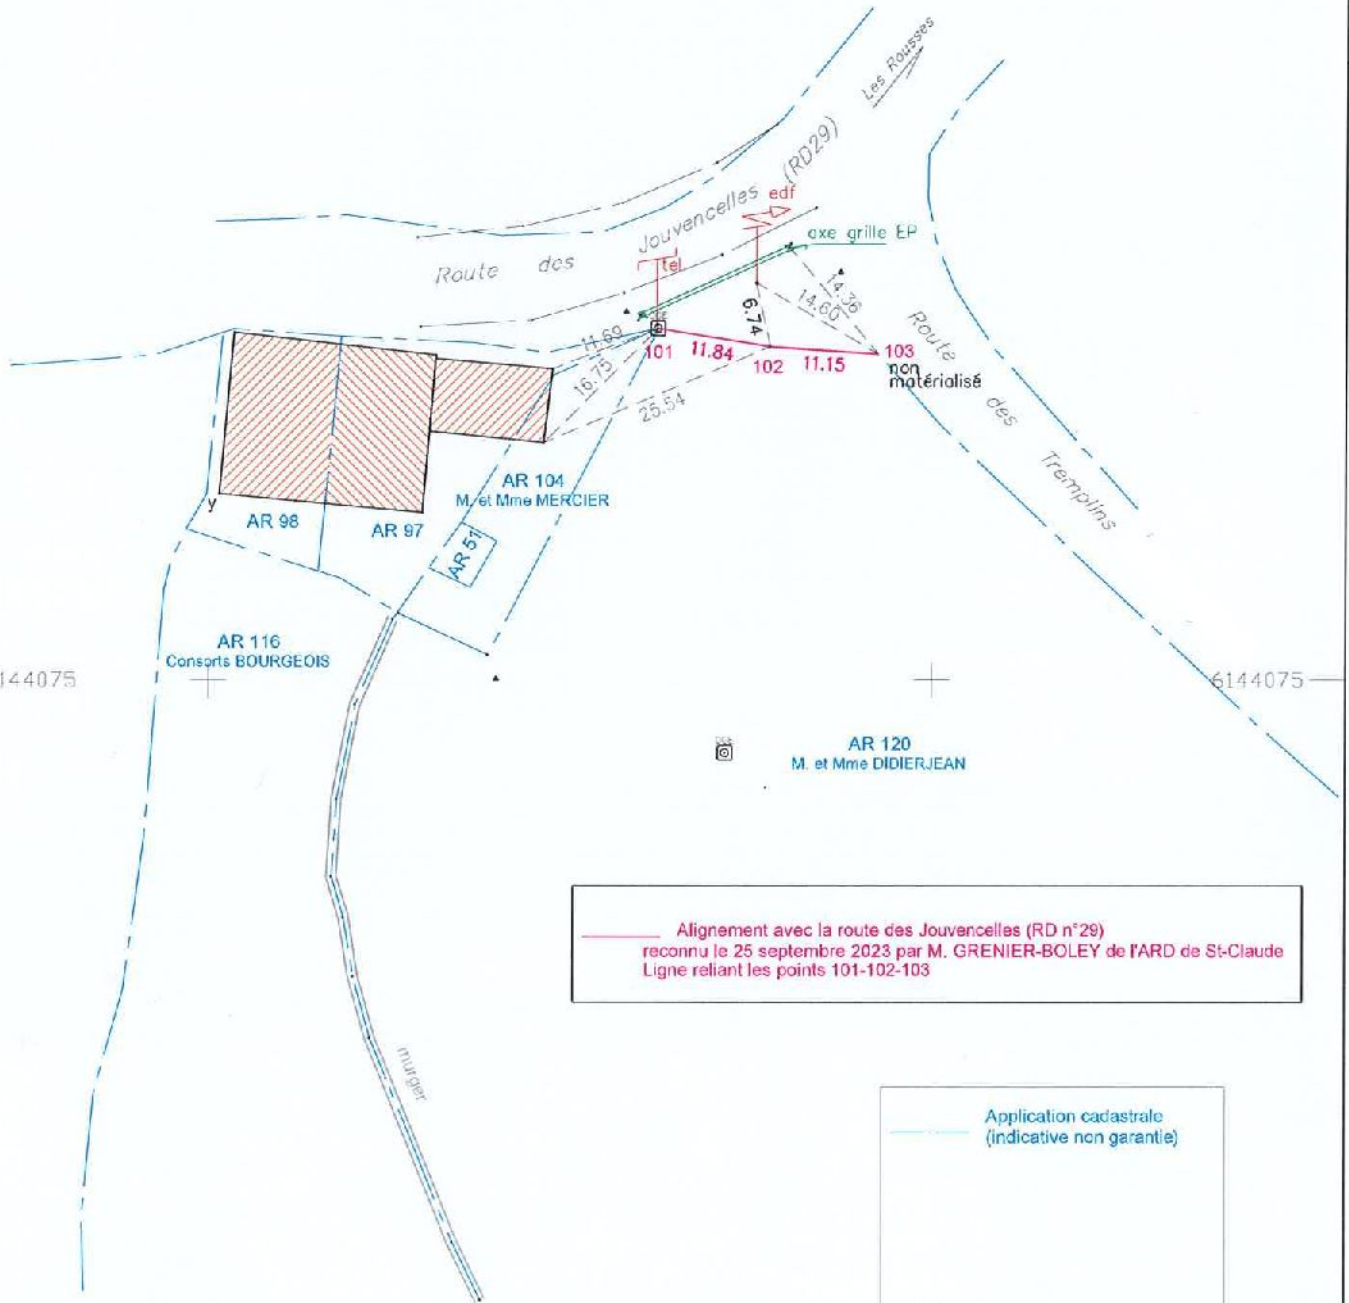 Les Rousses
Route des Jouvencelles (RD29)
edf
axe grille EP
tel
14.36
14.60
6.74
11.69
16.75
25.54
101
11.84
102
11.15
103
non
matérialisé
Route des Tremplins
AR 104
M. et Mme MERCIER
y
AR 98
AR 97
AR 51
AR 116
Consorts BOURGEOIS
144075
6144075
AR 120
M. et Mme DIDIERJEAN
Alignement avec la route des Jouvencelles (RD n°29)
reconnu le 25 septembre 2023 par M. GRENIER-BOLEY de l'ARD de St-Claude
Ligne reliant les points 101-102-103
murger
Application cadastrale
(indicative non garantie)